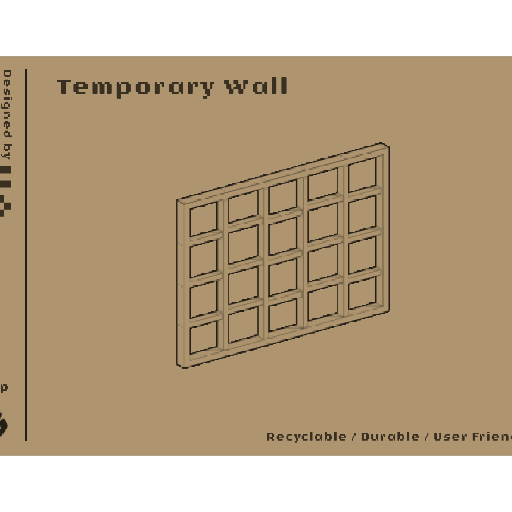 Temporary Wall
Designed by
p
Recyclable / Durable / User Frien